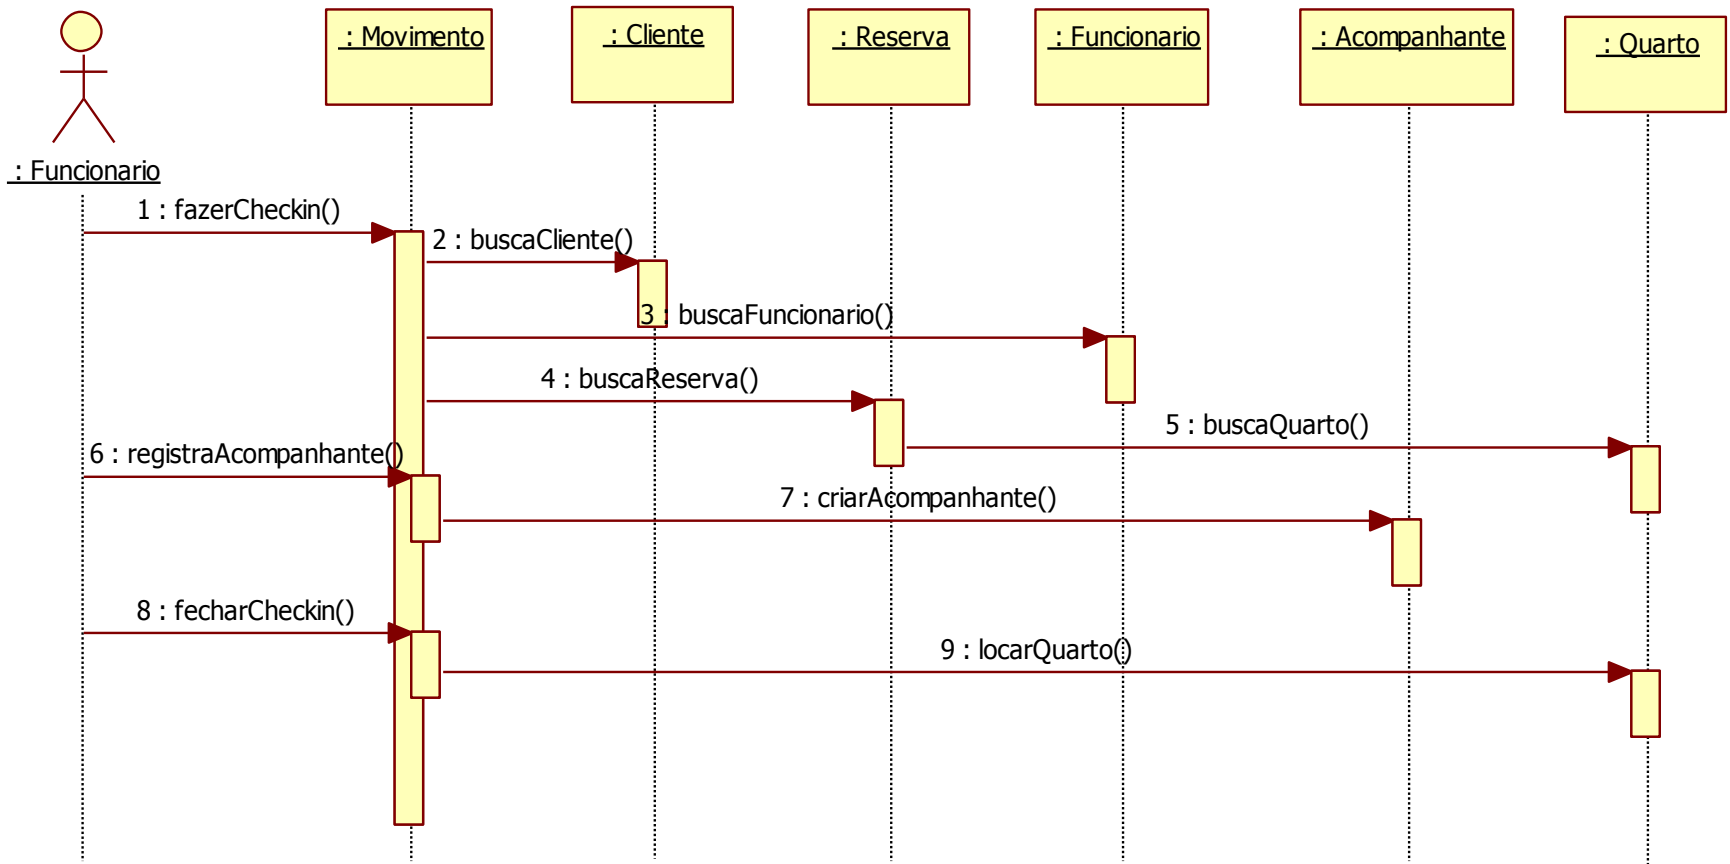 : Movimento
: Cliente
: Reserva
: Funcionario
: Acompanhante
: Quarto
: Funcionario
1 : fazerCheckin()
2 : buscaCliente()
3 : buscaFuncionario()
4 : buscaReserva()
5 : buscaQuarto()
6 : registraAcompanhante()
7 : criarAcompanhante()
8 : fecharCheckin()
9 : locarQuarto()